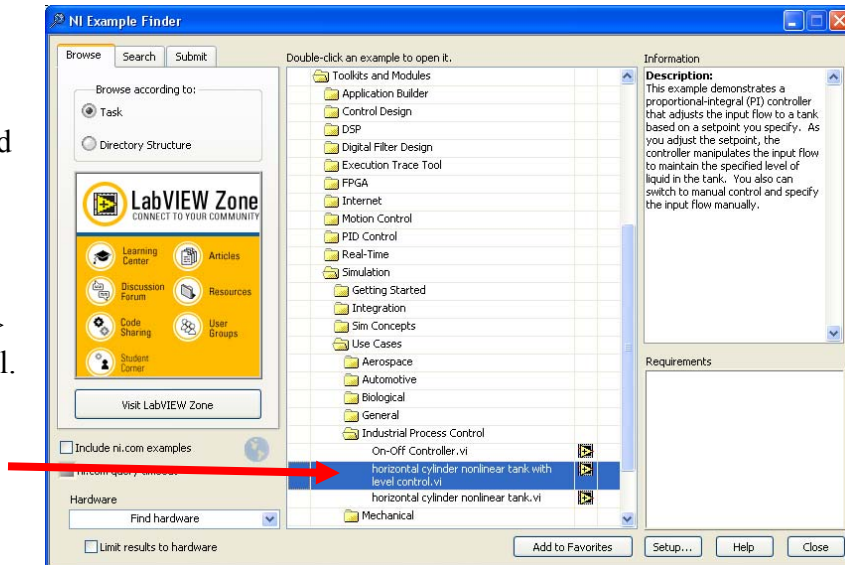 NI Example Finder
Browse Search Submit
Browse according to:
Task
Directory Structure
LabVIEW Zone
CONNECT TO YOUR COMMUNITY
Learning Center
Articles
Discussion Forum
Resources
Code Sharing
User Groups
Student Corner
Visit LabVIEW Zone
Include ni.com examples
Hardware
Find hardware
Limit results to hardware
Double-click an example to open it.
Toolkits and Modules
Application Builder
Control Design
DSP
Digital Filter Design
Execution Trace Tool
FPGA
Internet
Motion Control
PID Control
Real-Time
Simulation
Getting Started
Integration
Sim Concepts
Use Cases
Aerospace
Automotive
Biological
General
Industrial Process Control
On-Off Controller.vi
horizontal cylinder nonlinear tank with
level control.vi
horizontal cylinder nonlinear tank.vi
Mechanical
Information
Description:
This example demonstrates a
proportional-integral (PI) controller
that adjusts the input flow to a tank
based on a setpoint you specify. As
you adjust the setpoint, the
controller manipulates the input flow
to maintain the specified level of
liquid in the tank. You also can
switch to manual control and specify
the input flow manually.
Requirements
Add to Favorites
Setup...
Help
Close